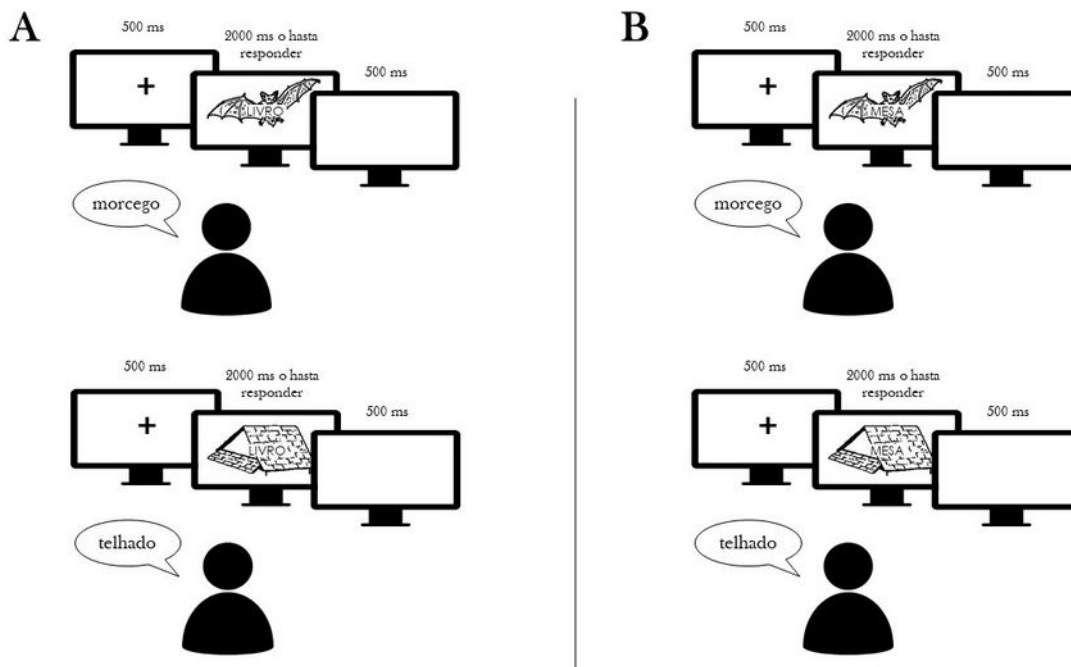 A
500 ms
2000 ms o hasta
responder
500 ms
+
LIVRO
morcego
500 ms
2000 ms o hasta
responder
500 ms
+
LIVRO
telhado
B
500 ms
2000 ms o hasta
responder
500 ms
+
MESA
morcego
500 ms
2000 ms o hasta
responder
500 ms
+
MESA
telhado